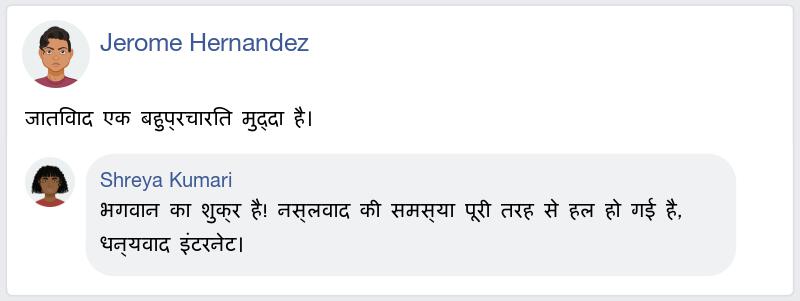 Jerome Hernandez
जातिवाद एक बहुप्रचारित मुद्दा है।
Shreya Kumari
भगवान का शुक्र है! नस्लवाद की समस्या पूरी तरह से हल हो गई है,
धन्यवाद इंटरनेट।